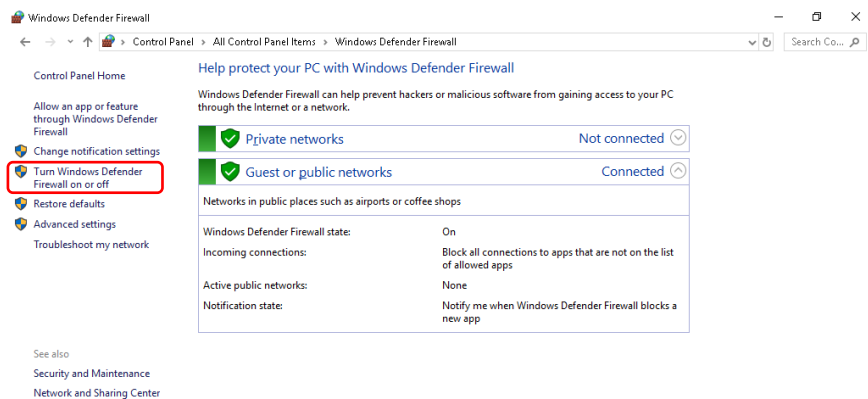 Windows Defender Firewall
Control Panel > All Control Panel Items > Windows Defender Firewall
Search Co...
Control Panel Home
Allow an app or feature
through Windows Defender
Firewall
Change notification settings
Turn Windows Defender
Firewall on or off
Restore defaults
Advanced settings
Troubleshoot my network
See also
Security and Maintenance
Network and Sharing Center
Help protect your PC with Windows Defender Firewall
Windows Defender Firewall can help prevent hackers or malicious software from gaining access to your PC
through the Internet or a network.
Private networks Not connected
Guest or public networks Connected
Networks in public places such as airports or coffee shops
Windows Defender Firewall state: On
Incoming connections: Block all connections to apps that are not on the list
of allowed apps
Active public networks: None
Notification state: Notify me when Windows Defender Firewall blocks a
new app